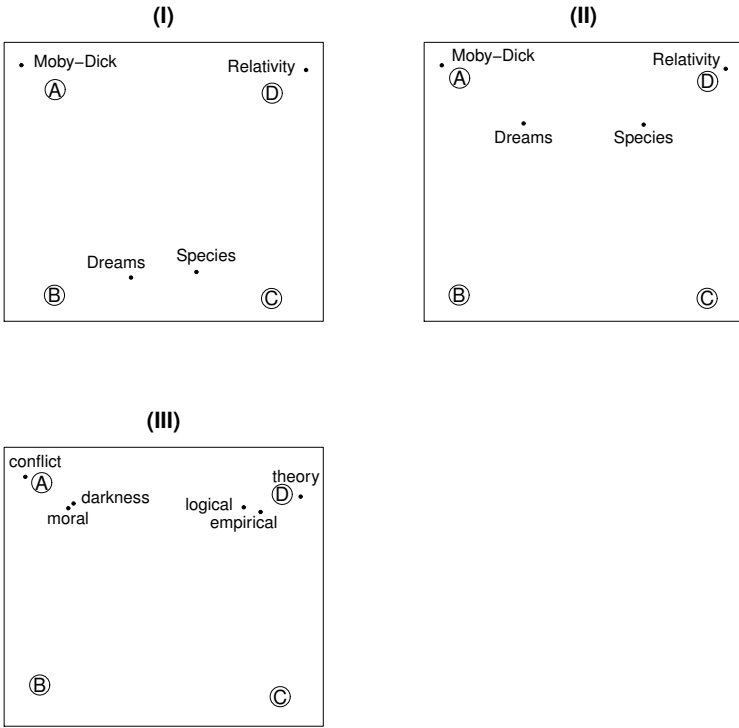 (I)
Moby−Dick
Relativity
A
D
Species
Dreams
B
C
(II)
Moby−Dick
Relativity
A
D
Dreams
Species
B
C
(III)
conflict
A
theory
D
darkness
logical
moral
empirical
B
C